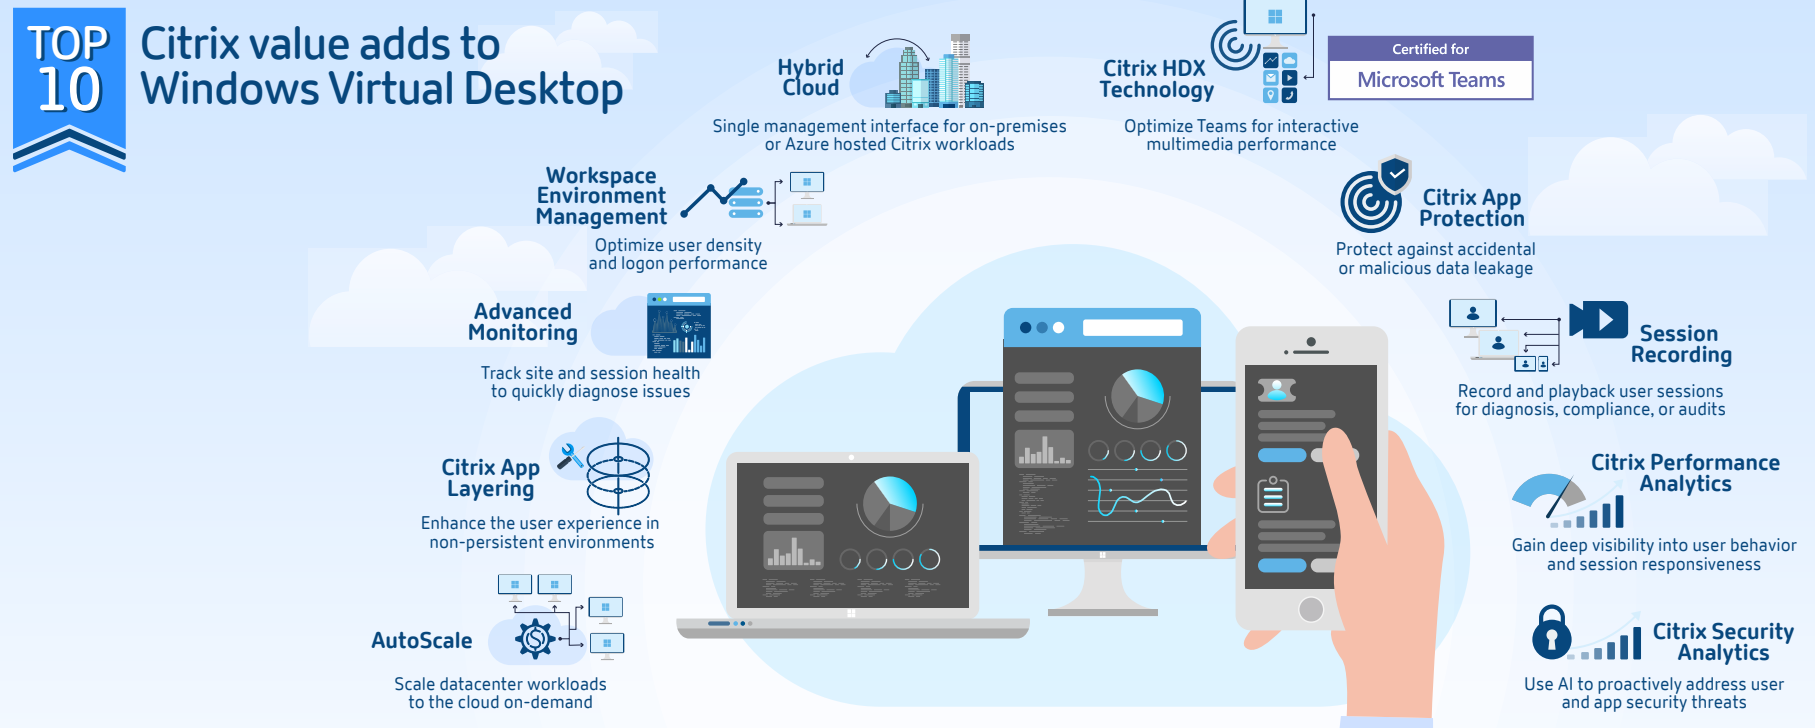 TOP
10
Citrix value adds to
Windows Virtual Desktop
Hybrid
Cloud
Single management interface for on-premises
or Azure hosted Citrix workloads
Citrix HDX
Technology
Certified for
Microsoft Teams
Optimize Teams for interactive
multimedia performance
Workspace
Environment
Management
Optimize user density
and logon performance
Citrix App
Protection
Protect against accidental
or malicious data leakage
Advanced
Monitoring
Track site and session health
to quickly diagnose issues
Session
Recording
Record and playback user sessions
for diagnosis, compliance, or audits
Citrix App
Layering
Enhance the user experience in
non-persistent environments
Citrix Performance
Analytics
Gain deep visibility into user behavior
and session responsiveness
AutoScale
Scale datacenter workloads
to the cloud on-demand
Citrix Security
Analytics
Use AI to proactively address user
and app security threats